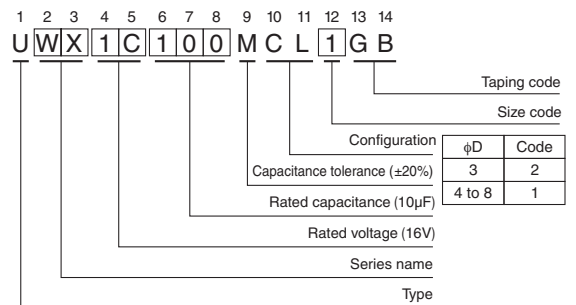 1 2 3 4 5 6 7 8 9 10 11 12 13 14
U W X 1 C 1 0 0 M C L 1 G B
Taping code
Size code
Configuration
Capacitance tolerance (±20%)
Rated capacitance (10µF)
Rated voltage (16V)
Series name
Type
ϕD Code
3 2
4 to 8 1